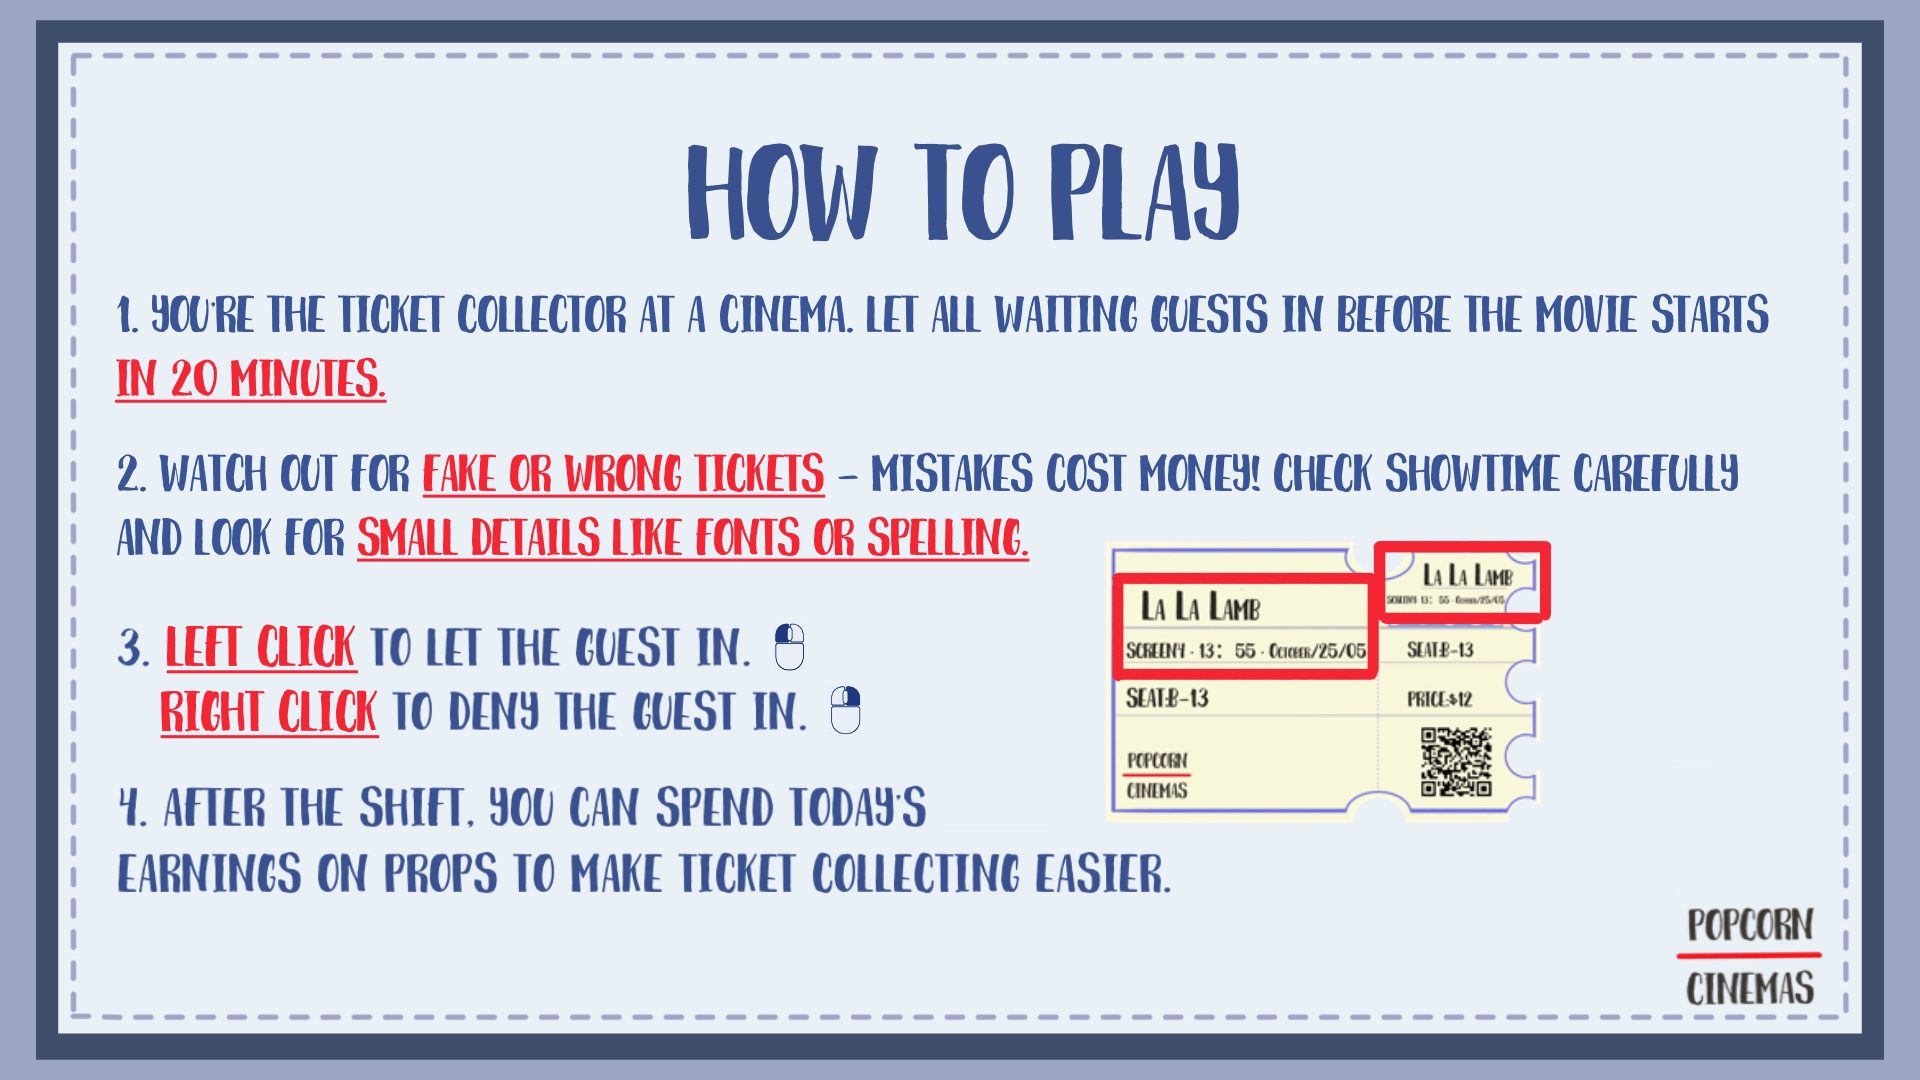 HOW TO PLAY
1. YOU'RE THE TICKET COLLECTOR AT A CINEMA. LET ALL WAITING GUESTS IN BEFORE THE MOVIE STARTS
IN 20 MINUTES.
2. WATCH OUT FOR FAKE OR WRONG TICKETS – MISTAKES COST MONEY! CHECK SHOWTIME CAREFULLY
AND LOOK FOR SMALL DETAILS LIKE FONTS OR SPELLING.
3. LEFT CLICK TO LET THE GUEST IN.
RIGHT CLICK TO DENY THE GUEST IN.
4. AFTER THE SHIFT, YOU CAN SPEND TODAY'S
EARNINGS ON PROPS TO MAKE TICKET COLLECTING EASIER.
LA LA LAMB
SCREEN4 · 13: 55 · OCTOBER/25/05
SEAT:B-13
POPCORN
CINEMAS
LA LA LAMB
SCREEN4 13: 55 · OCTOBER/25/05
SEAT:B-13
PRICE:$12
POPCORN
CINEMAS